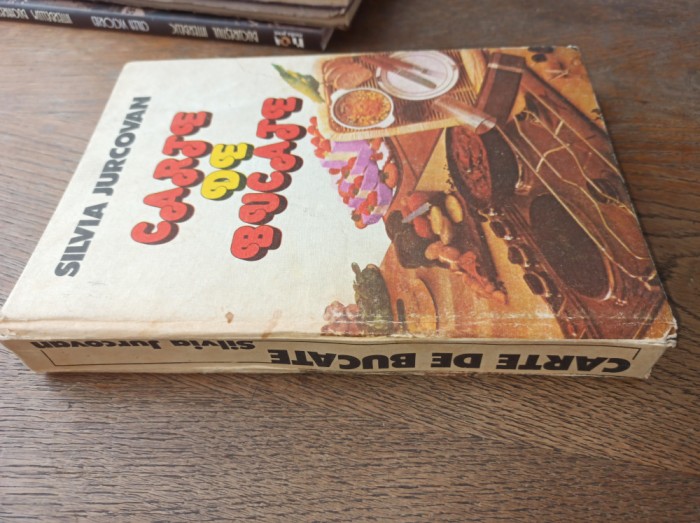 SILVIA JURCOVAN
CARTE
DE
BUCATE
Silvia Jurcovan
CARTE DE BUCATE